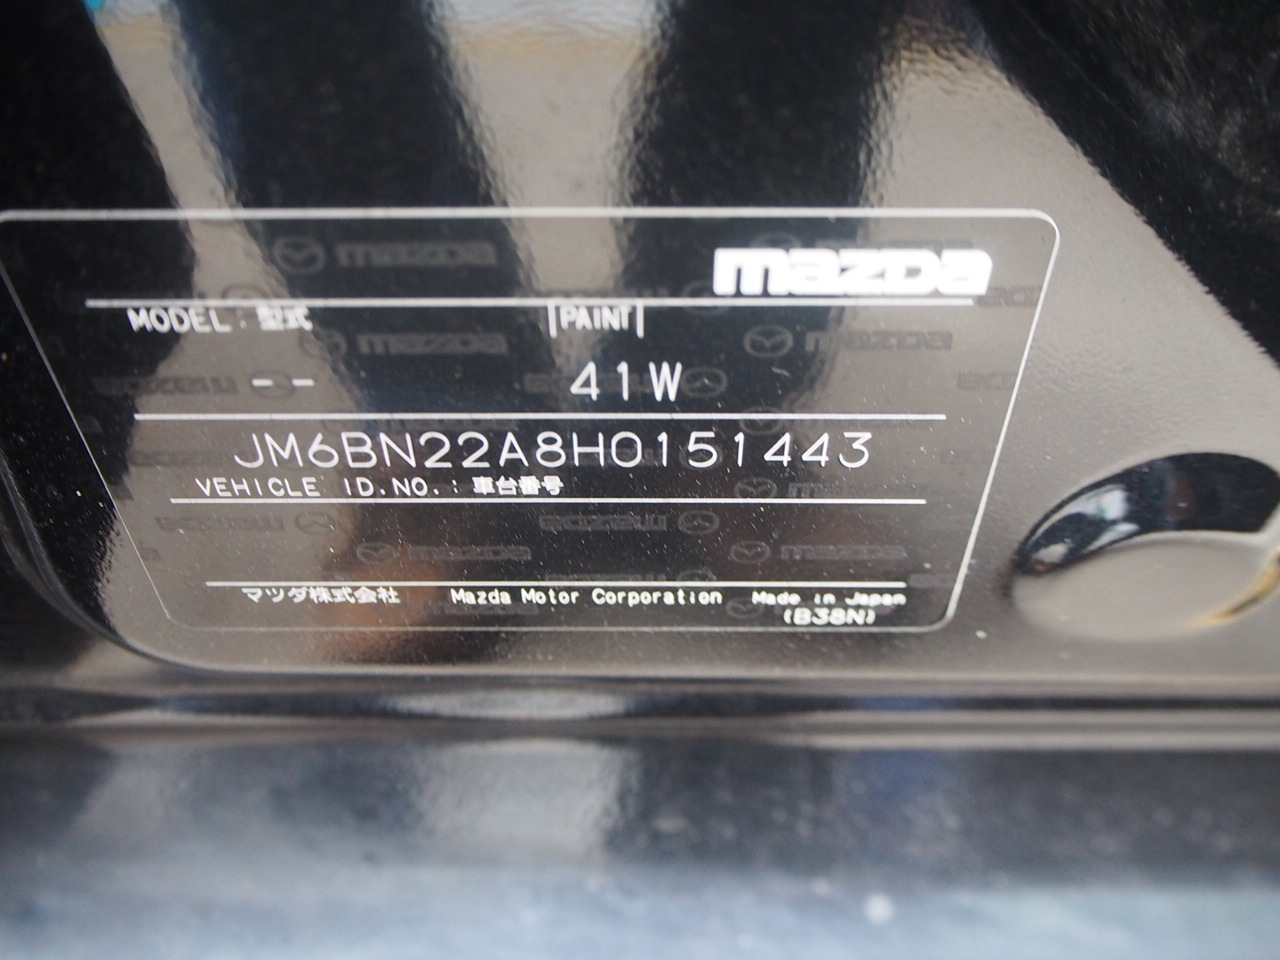 mazda
MODEL : 型式 PAINT
-- 41W
JM6BN22A8H0151443
VEHICLE ID.NO. : 車台番号
マツダ株式会社 Mazda Motor Corporation Made in Japan
(B38N)